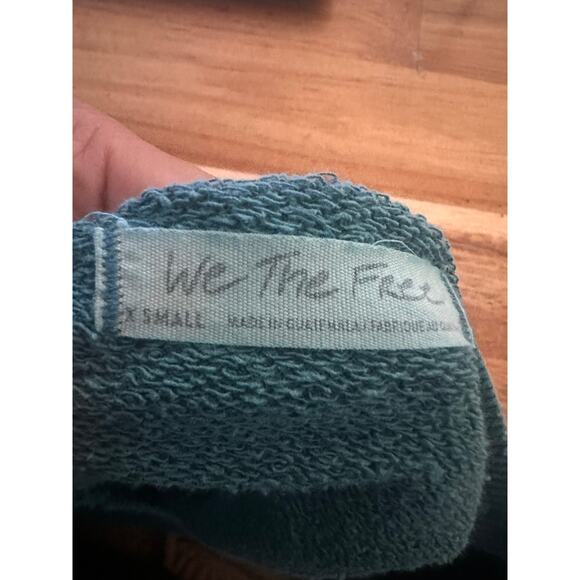 We The Free
X SMALL MADE IN GUATEMALA/ FABRIQUE AU